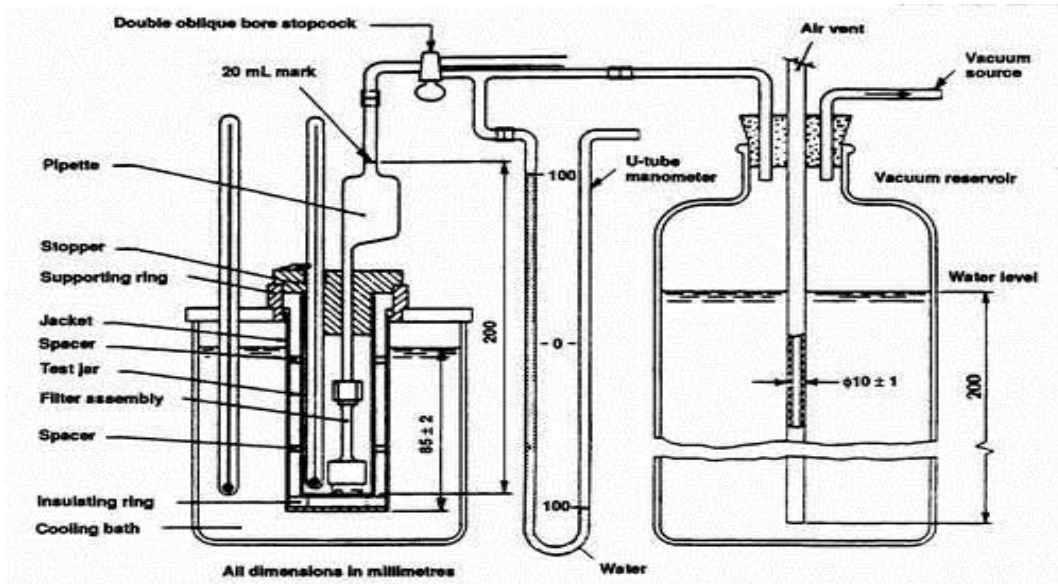 Double oblique bore stopcock
20 mL mark
Air vent
Vacuum
source
Pipette
100
U-tube
manometer
Vacuum reservoir
Stopper
Supporting ring
Jacket
Spacer
Test jar
Filter assembly
Spacer
Insulating ring
Cooling bath
85 ± 2
200
0
100
Water
Water level
ϕ10 ± 1
200
All dimensions in millimetres